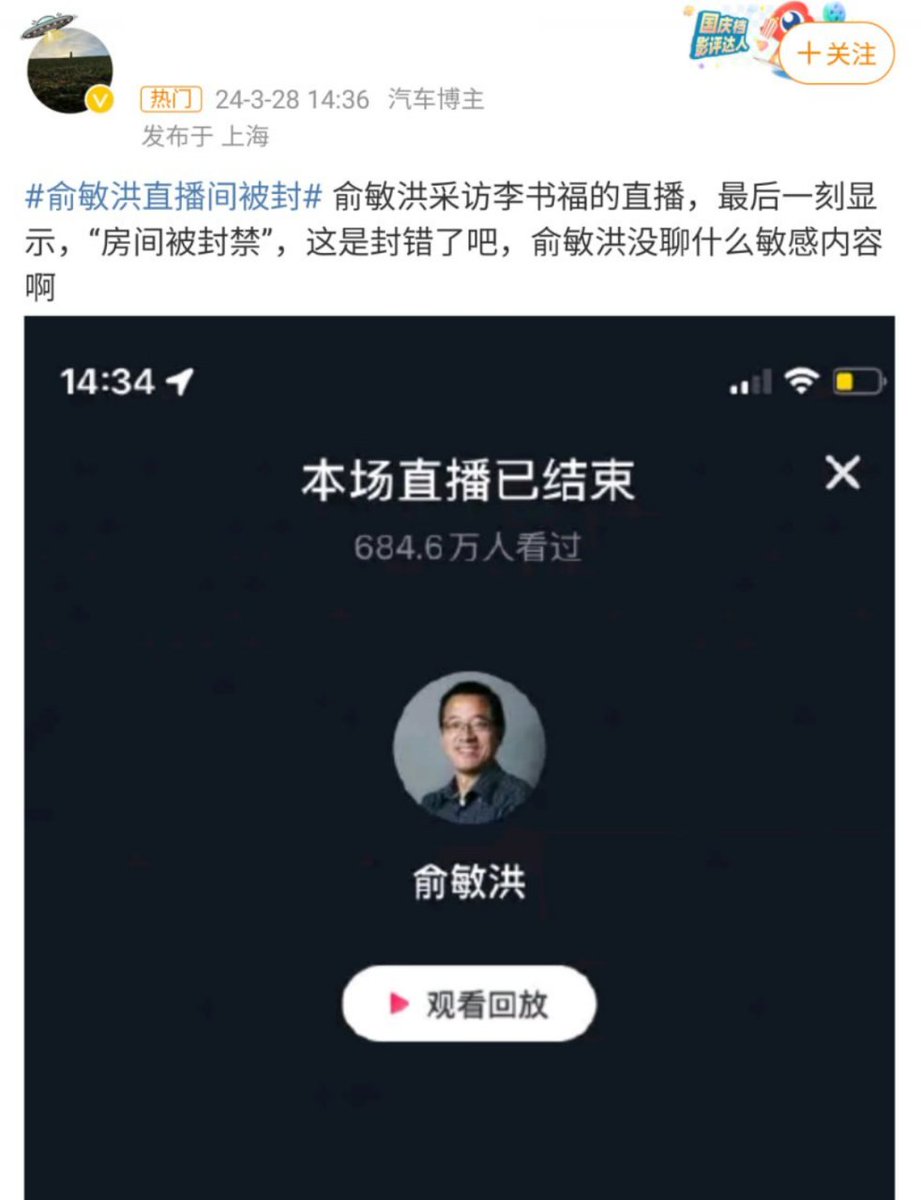 国庆档
影评达人
+关注
热门 24-3-28 14:36 汽车博主
发布于 上海
#俞敏洪直播间被封# 俞敏洪采访李书福的直播，最后一刻显
示，“房间被封禁”，这是封错了吧，俞敏洪没聊什么敏感内容
啊
14:34
本场直播已结束
684.6万人看过
俞敏洪
观看回放